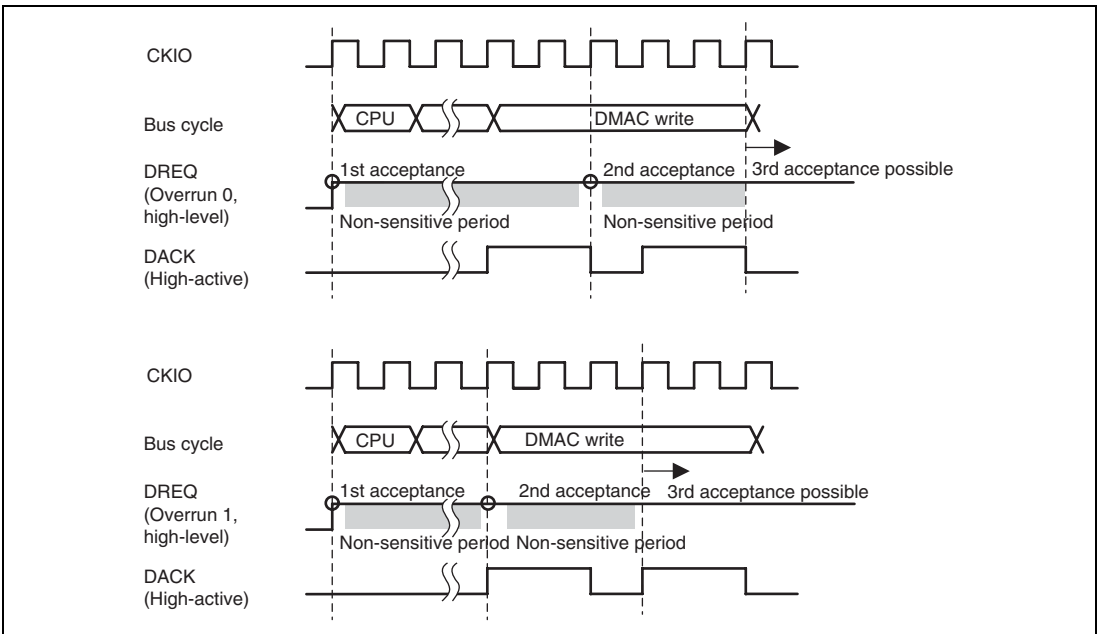 CKIO
Bus cycle
CPU
DMAC write
DREQ
(Overrun 0,
high-level)
1st acceptance
2nd acceptance
3rd acceptance possible
Non-sensitive period
Non-sensitive period
DACK
(High-active)
CKIO
Bus cycle
CPU
DMAC write
DREQ
(Overrun 1,
high-level)
1st acceptance
2nd acceptance
3rd acceptance possible
Non-sensitive period
Non-sensitive period
DACK
(High-active)